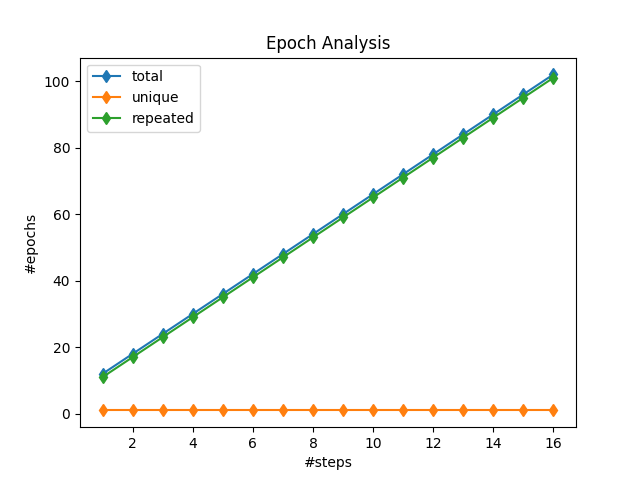 Epoch Analysis
total
unique
repeated
100
80
60
40
20
0
#epochs
2 4 6 8 10 12 14 16
#steps